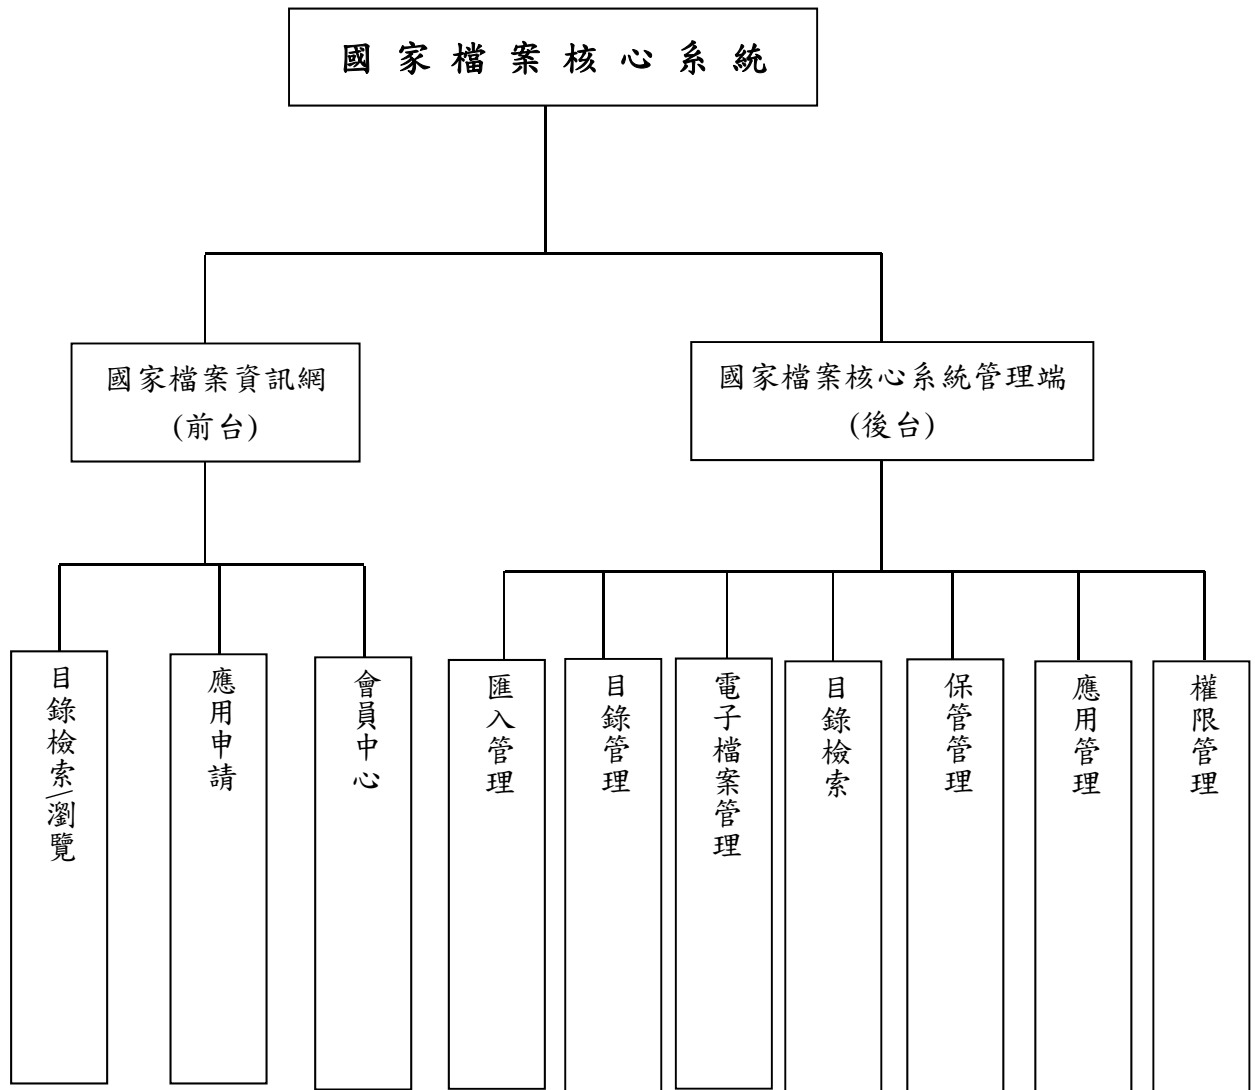 國家檔案核心系統
國家檔案資訊網
(前台)
國家檔案核心系統管理端
(後台)
目錄檢索/瀏覽
應用申請
會員中心
匯入管理
目錄管理
電子檔案管理
目錄檢索
保管管理
應用管理
權限管理